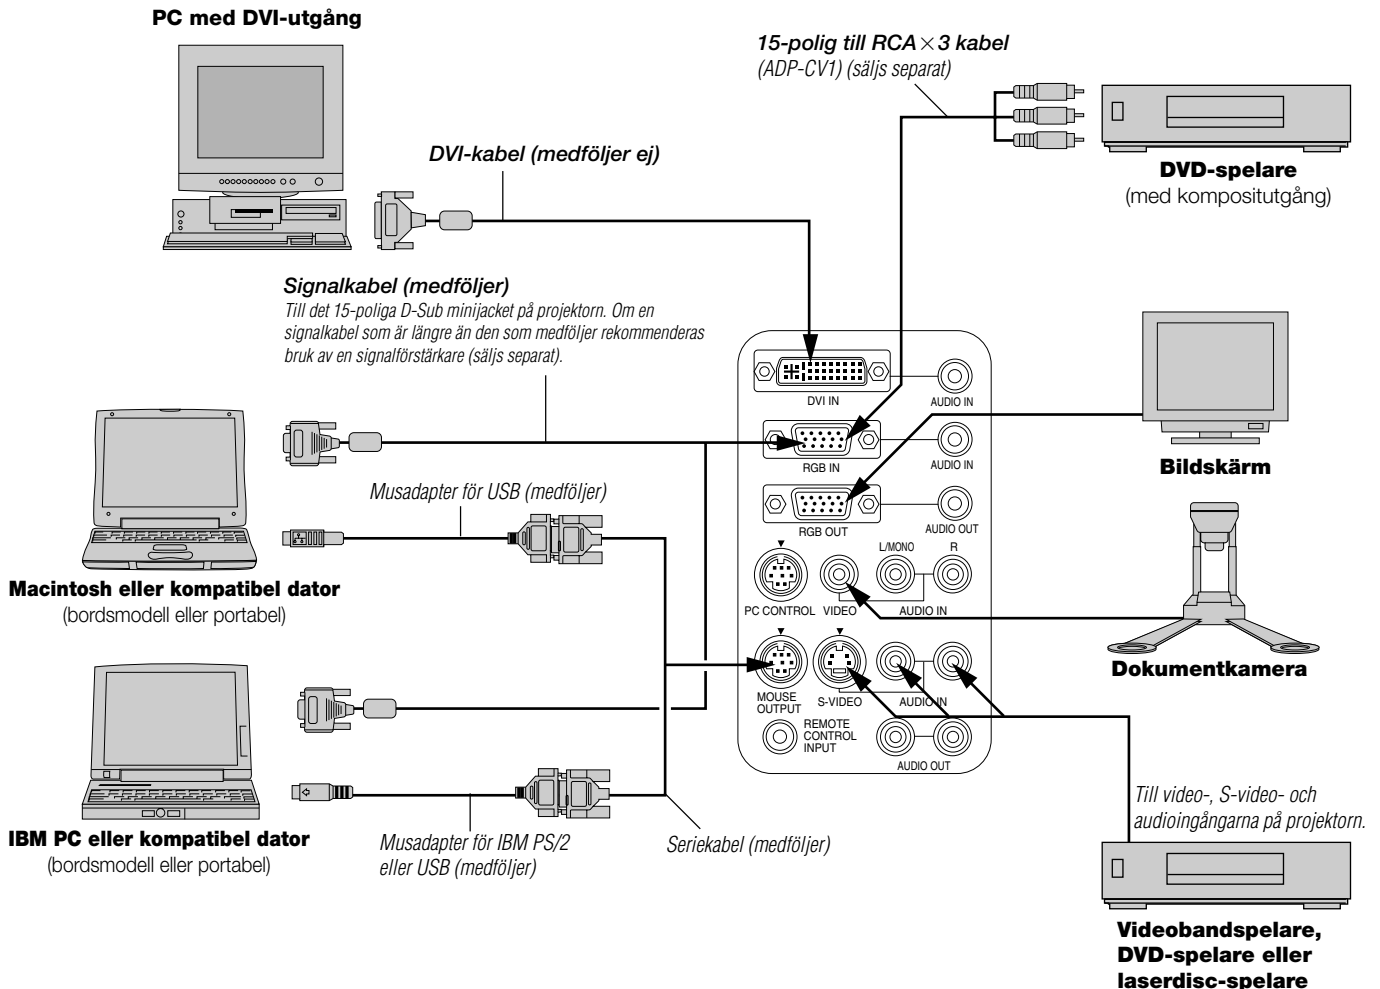 PC med DVI-utgång
15-polig till RCA×3 kabel
(ADP-CV1) (säljs separat)
DVI-kabel (medföljer ej)
DVD-spelare
(med kompositutgång)
Signalkabel (medföljer)
Till det 15-poliga D-Sub minijacket på projektorn. Om en
signalkabel som är längre än den som medföljer rekommenderas
bruk av en signalförstärkare (säljs separat).
DVI IN
AUDIO IN
RGB IN
AUDIO IN
RGB OUT
AUDIO OUT
L/MONO
R
PC CONTROL
VIDEO
AUDIO IN
MOUSE
OUTPUT
S-VIDEO
AUDIO IN
REMOTE
CONTROL
INPUT
AUDIO OUT
Bildskärm
Musadapter för USB (medföljer)
Macintosh eller kompatibel dator
(bordsmodell eller portabel)
Dokumentkamera
IBM PC eller kompatibel dator
(bordsmodell eller portabel)
Musadapter för IBM PS/2
eller USB (medföljer)
Seriekabel (medföljer)
Till video-, S-video- och
audioingångarna på projektorn.
Videobandspelare,
DVD-spelare eller
laserdisc-spelare